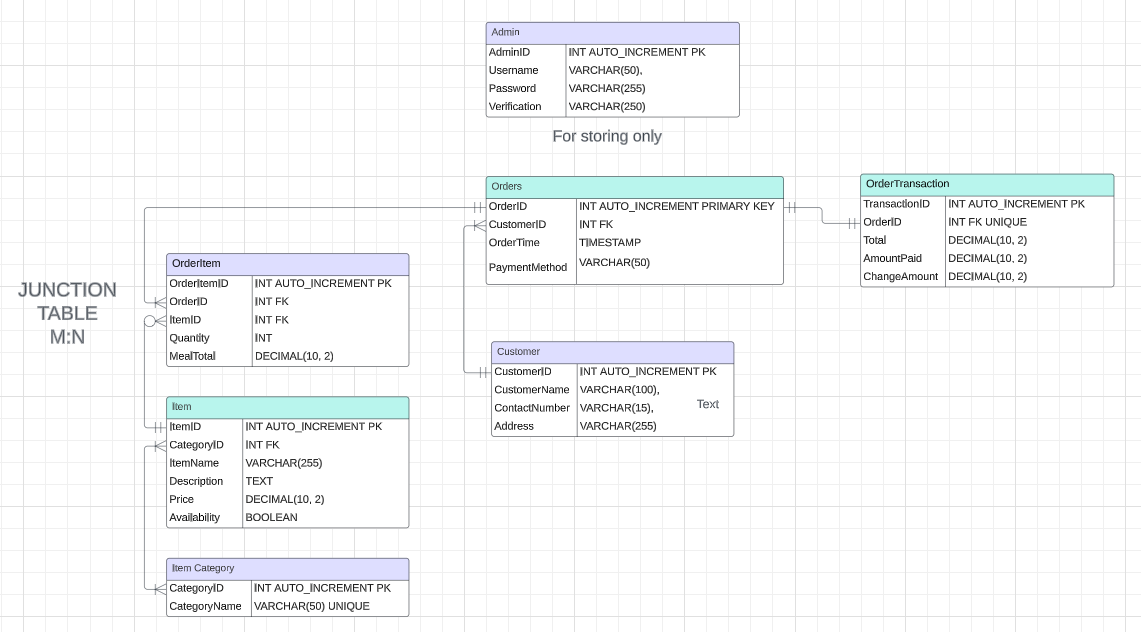 Admin
AdminID INT AUTO_INCREMENT PK
Username VARCHAR(50),
Password VARCHAR(255)
Verification VARCHAR(250)
For storing only
Orders
OrderID INT AUTO_INCREMENT PRIMARY KEY
CustomerID INT FK
OrderTime TIMESTAMP
PaymentMethod VARCHAR(50)
OrderTransaction
TransactionID INT AUTO_INCREMENT PK
OrderID INT FK UNIQUE
Total DECIMAL(10, 2)
AmountPaid DECIMAL(10, 2)
ChangeAmount DECIMAL(10, 2)
JUNCTION
TABLE
M:N
OrderItem
OrderItemID INT AUTO_INCREMENT PK
OrderID INT FK
ItemID INT FK
Quantity INT
MealTotal DECIMAL(10, 2)
Customer
CustomerID INT AUTO_INCREMENT PK
CustomerName VARCHAR(100),
ContactNumber VARCHAR(15),
Address VARCHAR(255)
Text
Item
ItemID INT AUTO_INCREMENT PK
CategoryID INT FK
ItemName VARCHAR(255)
Description TEXT
Price DECIMAL(10, 2)
Availability BOOLEAN
Item Category
CategoryID INT AUTO_INCREMENT PK
CategoryName VARCHAR(50) UNIQUE